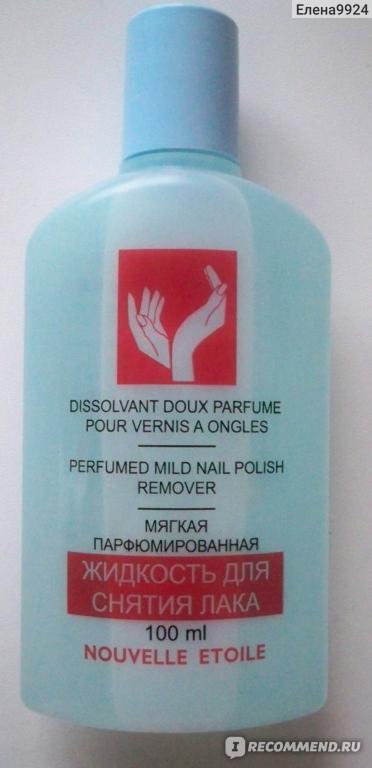 Елена9924
DISSOLVANT DOUX PARFUME
POUR VERNIS A ONGLES
PERFUMED MILD NAIL POLISH
REMOVER
МЯГКАЯ
ПАРФЮМИРОВАННАЯ
ЖИДКОСТЬ ДЛЯ
СНЯТИЯ ЛАКА
100 ml
NOUVELLE ETOILE
IRECOMMEND.RU